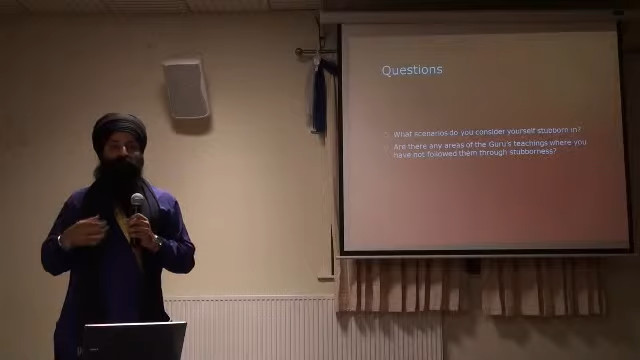 Questions
What scenarios do you consider yourself stubborn in?
Are there any areas of the Guru's teachings where you
have not followed them through stubborness?